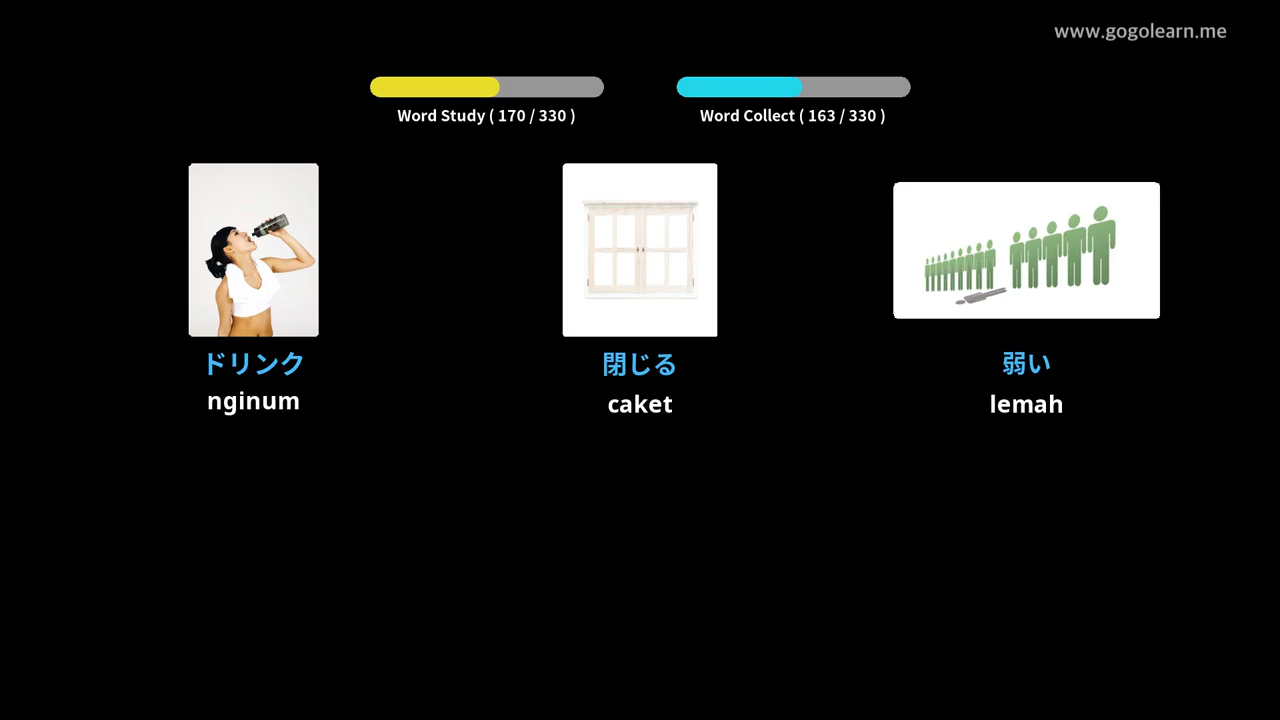 www.gogolearn.me
Word Study ( 170 / 330 )
Word Collect ( 163 / 330 )
ドリンク
nginum
閉じる
caket
弱い
lemah